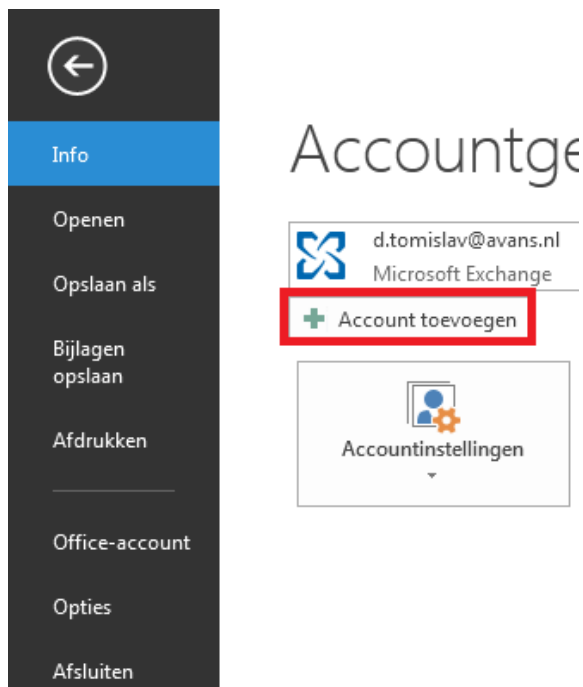 Info
Openen
Opslaan als
Bijlagen
opslaan
Afdrukken
Office-account
Opties
Afsluiten
Accountge
d.tomislav@avans.nl
Microsoft Exchange
Account toevoegen
Accountinstellingen